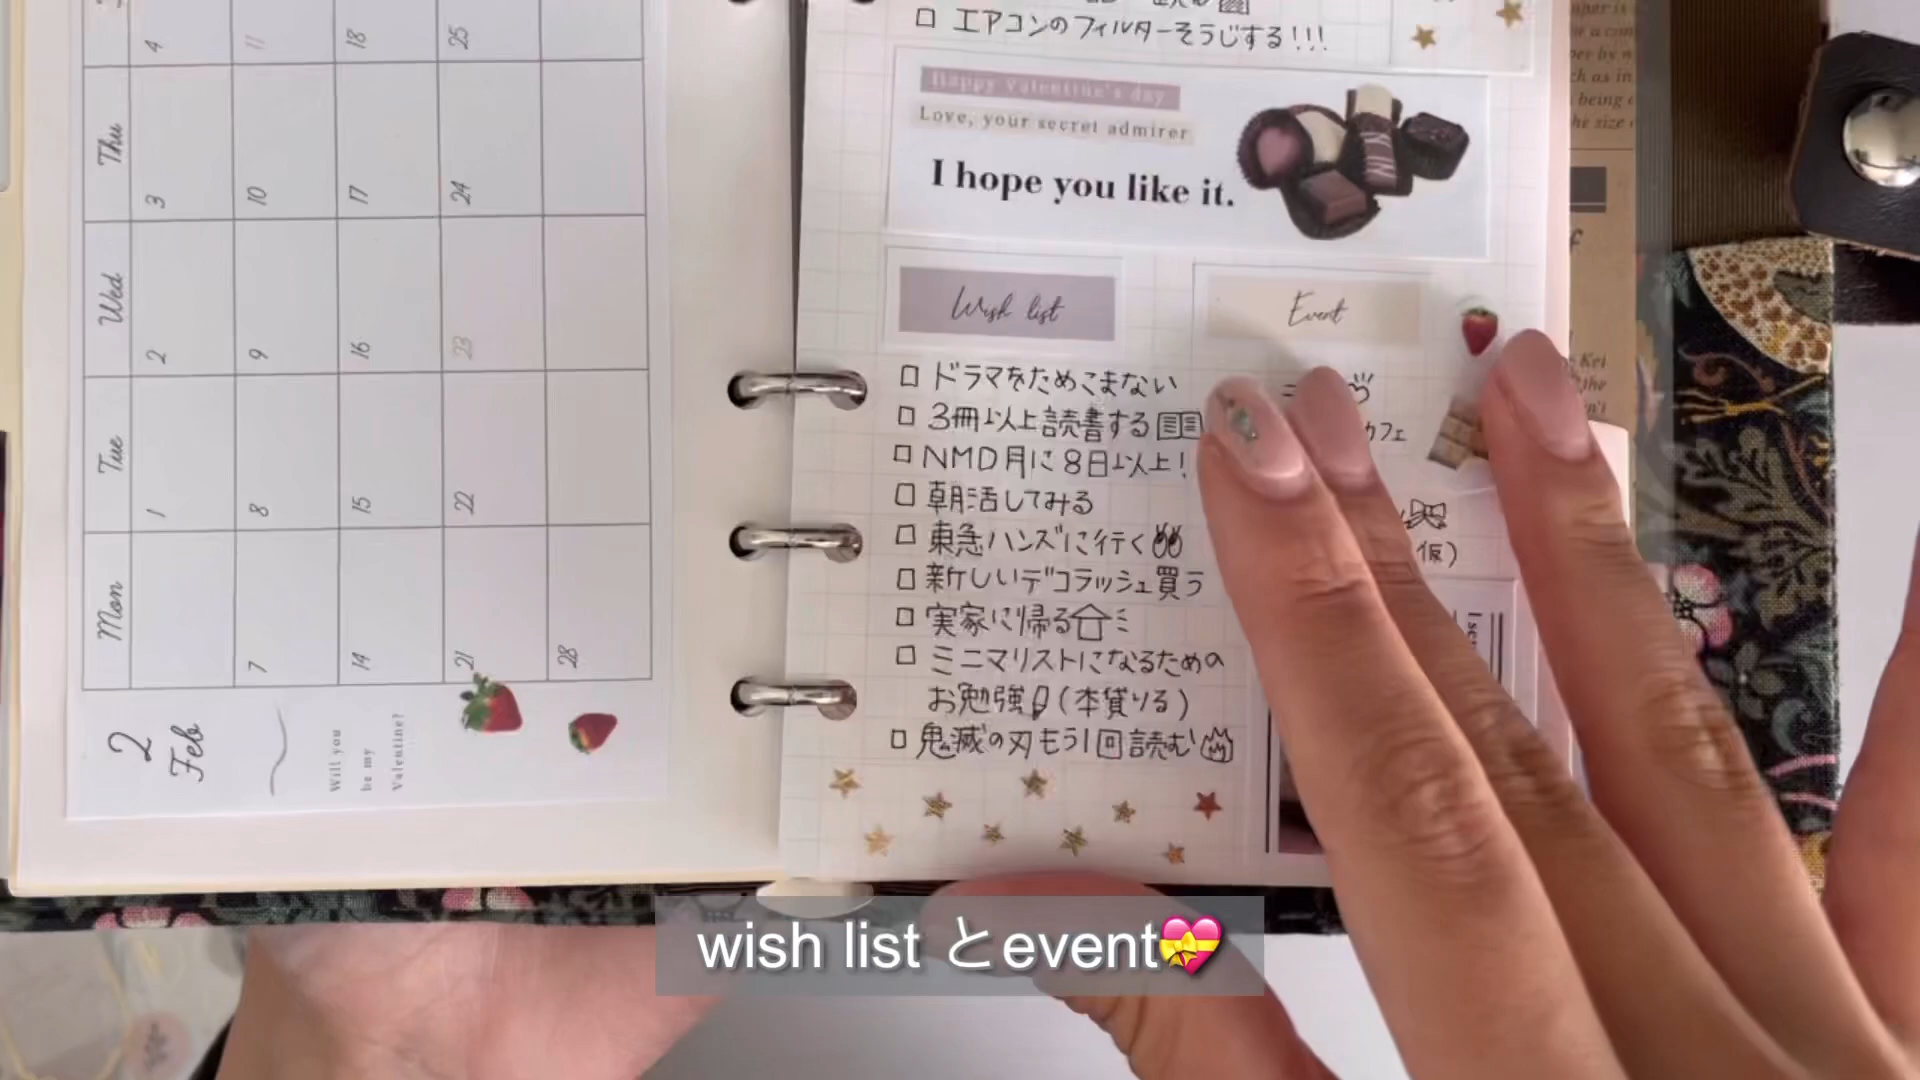 エアコンのフィルターそうじする!!!
Happy Valentine's day
Love, your secret admirer
I hope you like it.
Wish list
Event
□ ドラマをためこまない
□ 3冊以上読書する
□ NMD月に8日以上!
□ 朝活してみる
□ 東急ハンズに行く
□ 新しいデコラッシュ買う
□ 実家に帰る
□ ミニマリストになるための
お勉強(本借りる)
□ 鬼滅の刃もう1回読む
カフェ
仮)
2
Feb
Will you
be my
Valentine?
Mon
7
14
21
28
Tue
1
8
15
22
Wed
2
9
16
23
Thu
3
10
17
24
4
11
18
25
wish list とevent💝